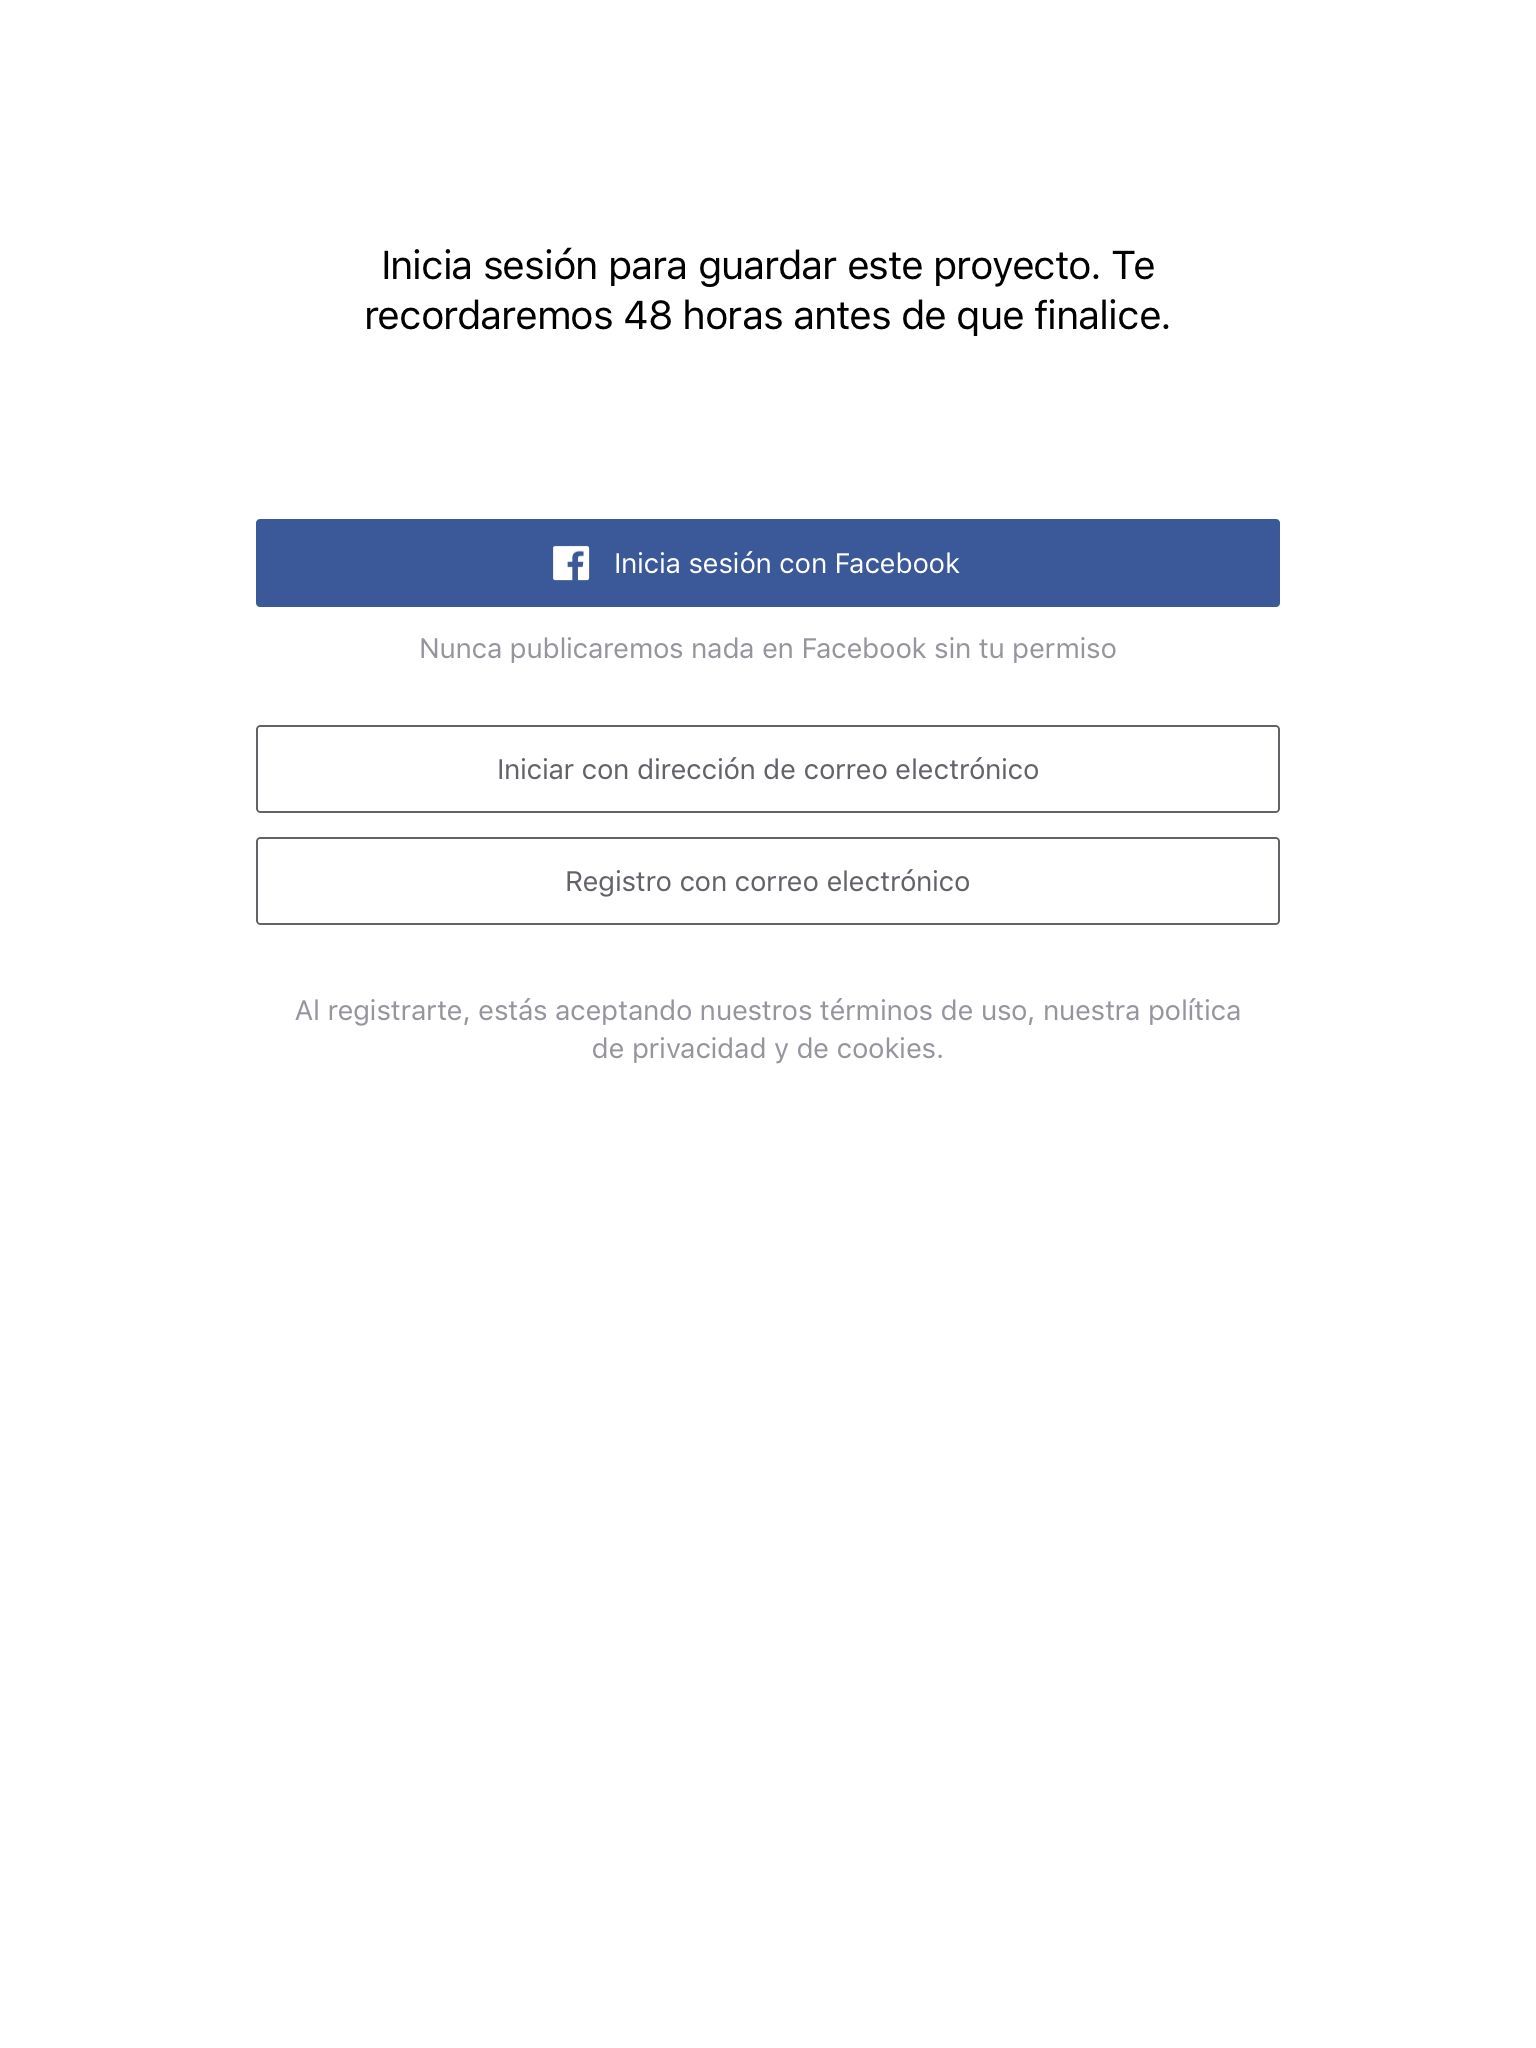 Inicia sesión para guardar este proyecto. Te
recordaremos 48 horas antes de que finalice.
Inicia sesión con Facebook
Nunca publicaremos nada en Facebook sin tu permiso
Iniciar con dirección de correo electrónico
Registro con correo electrónico
Al registrarte, estás aceptando nuestros términos de uso, nuestra política
de privacidad y de cookies.